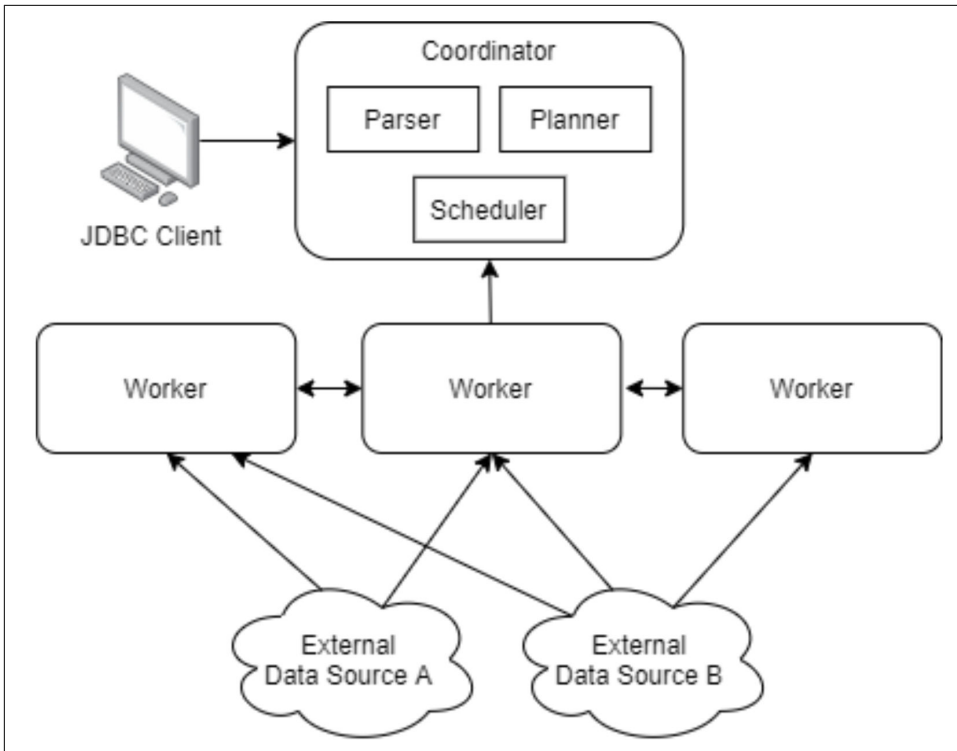 Coordinator
Parser
Planner
Scheduler
JDBC Client
Worker
Worker
Worker
External
Data Source A
External
Data Source B